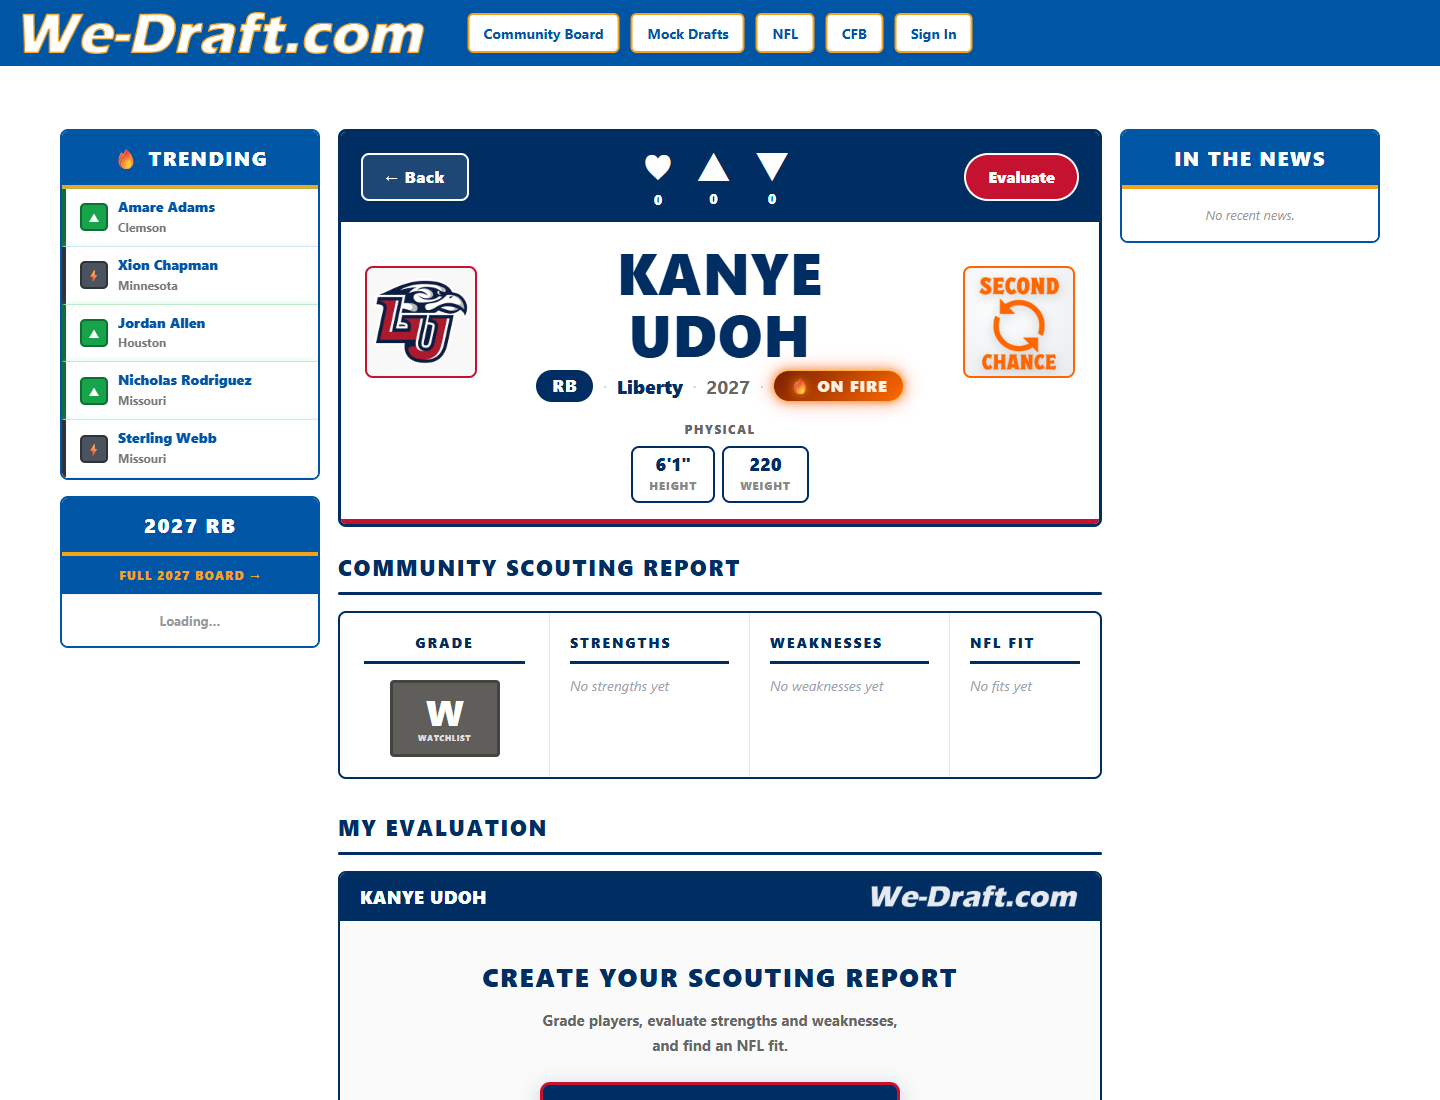 We-Draft.com
Community Board
Mock Drafts
NFL
CFB
Sign In
🔥 TRENDING
Amare Adams
Clemson
Xion Chapman
Minnesota
Jordan Allen
Houston
Nicholas Rodriguez
Missouri
Sterling Webb
Missouri
2027 RB
FULL 2027 BOARD →
Loading...
← Back
0
0
0
Evaluate
LU
KANYE
UDOH
SECOND
CHANCE
RB · Liberty · 2027 · 🔥 ON FIRE
PHYSICAL
6'1"
HEIGHT
220
WEIGHT
COMMUNITY SCOUTING REPORT
GRADE
W
WATCHLIST
STRENGTHS
No strengths yet
WEAKNESSES
No weaknesses yet
NFL FIT
No fits yet
MY EVALUATION
KANYE UDOH
We-Draft.com
CREATE YOUR SCOUTING REPORT
Grade players, evaluate strengths and weaknesses,
and find an NFL fit.
IN THE NEWS
No recent news.